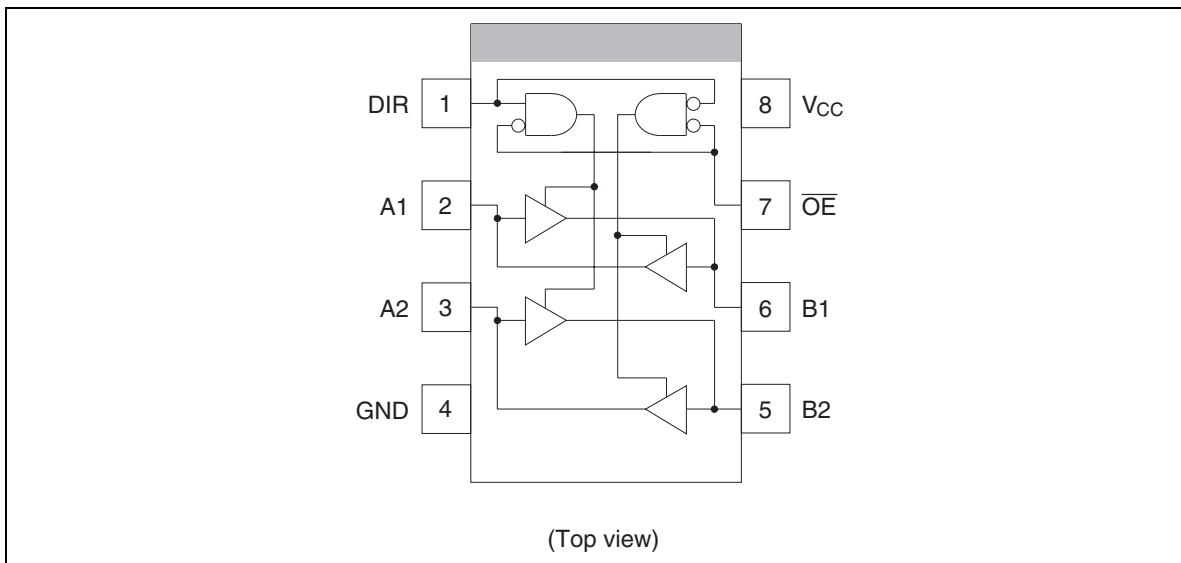 DIR 1 8 VCC
A1 2 7 OE
A2 3 6 B1
GND 4 5 B2
(Top view)